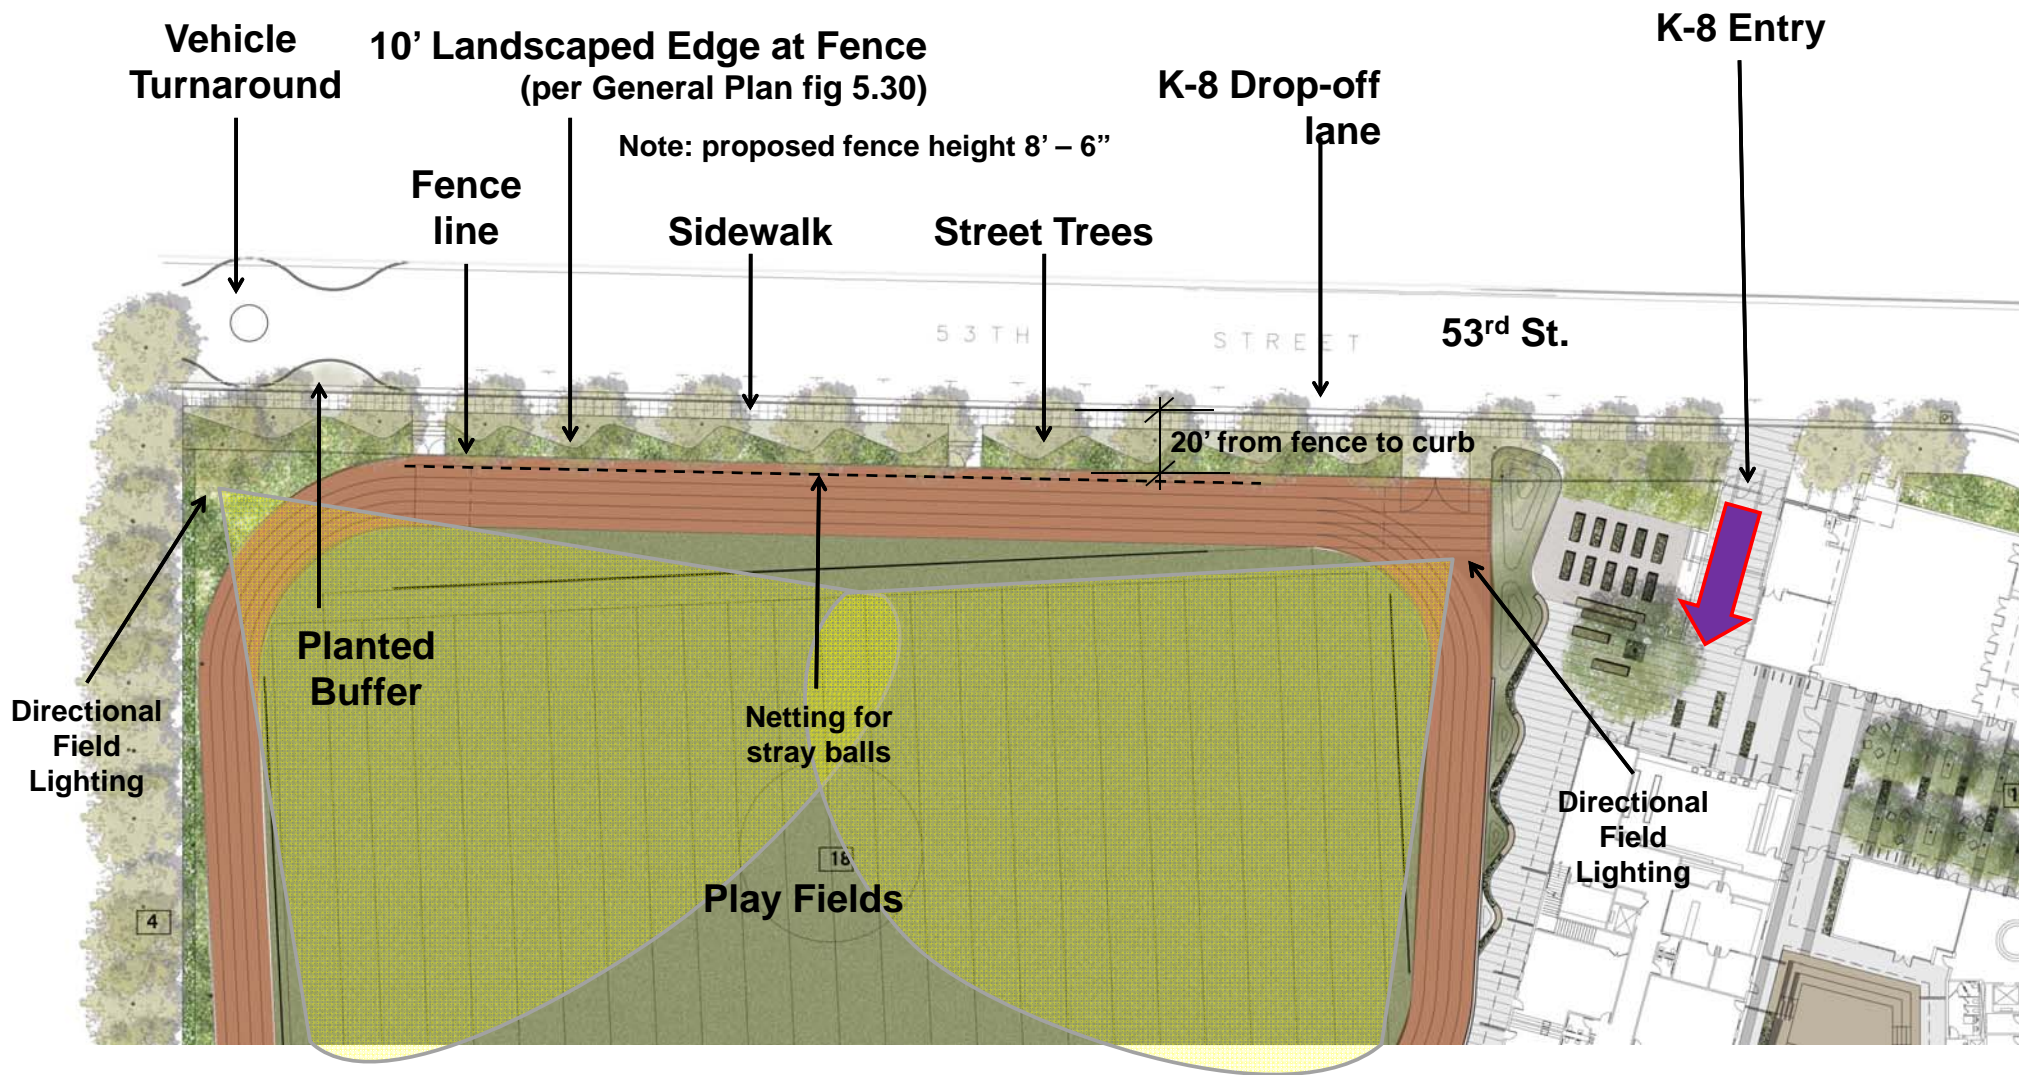 Vehicle
Turnaround
10’ Landscaped Edge at Fence
(per General Plan fig 5.30)
K-8 Entry
K-8 Drop-off
lane
Note: proposed fence height 8’ – 6”
Fence
line
Sidewalk
Street Trees
53TH STREET
53rd St.
20’ from fence to curb
Planted
Buffer
Directional
Field
Lighting
Netting for
stray balls
Directional
Field
Lighting
18
Play Fields
4
1